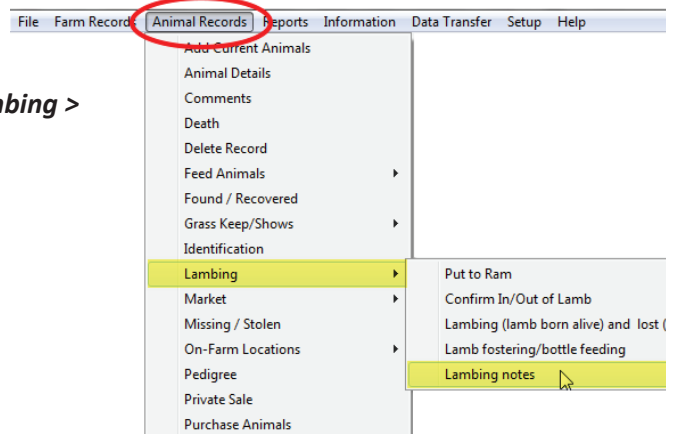 File Farm Records Animal Records Reports Information Data Transfer Setup Help
Add Current Animals
Animal Details
Comments
Death
Delete Record
Feed Animals
Found / Recovered
Grass Keep/Shows
Identification
Lambing
Market
Missing / Stolen
On-Farm Locations
Pedigree
Private Sale
Purchase Animals
Put to Ram
Confirm In/Out of Lamb
Lambing (lamb born alive) and lost (
Lamb fostering/bottle feeding
Lambing notes